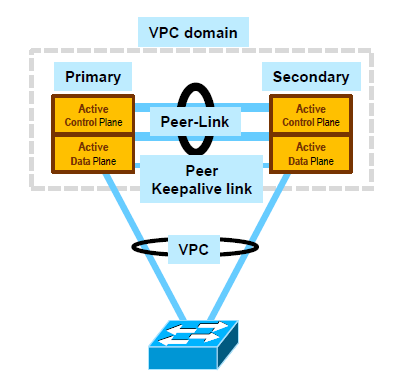 VPC domain
Primary
Secondary
Active
Control Plane
Active
Data Plane
Peer-Link
Active
Control Plane
Active
Data Plane
Peer
Keepalive link
VPC